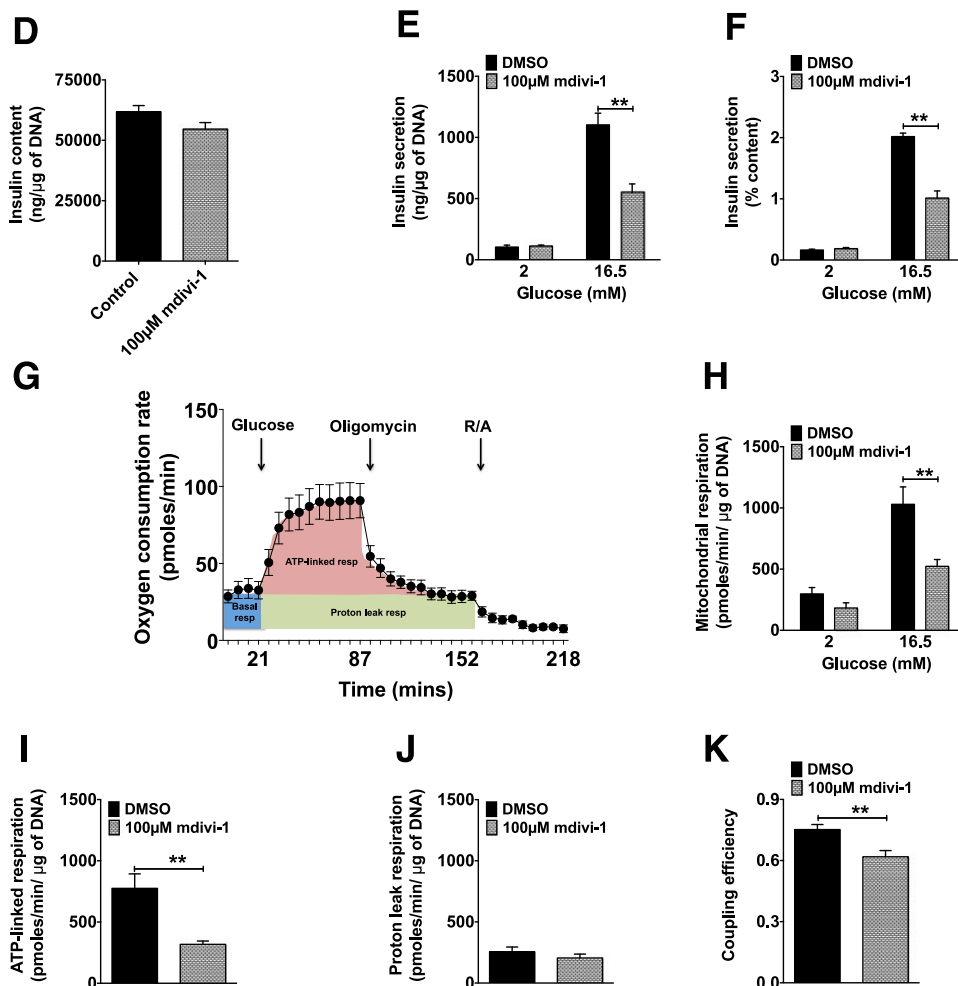 D
Insulin content
(ng/µg of DNA)
75000
50000
25000
0
Control
100µM mdivi-1
E
DMSO
100µM mdivi-1
Insulin secretion
(ng/µg of DNA)
1500
1000
500
0
**
2
16.5
Glucose (mM)
F
DMSO
100µM mdivi-1
Insulin secretion
(% content)
3
2
1
0
**
2
16.5
Glucose (mM)
G
Oxygen consumption rate
(pmoles/min)
150
100
50
0
Glucose
Oligomycin
R/A
ATP-linked resp
Basal
resp
Proton leak resp
21
87
152
218
Time (mins)
H
DMSO
100µM mdivi-1
Mitochondrial respiration
(pmoles/min/ µg of DNA)
1500
1000
500
0
**
2
16.5
Glucose (mM)
I
ATP-linked respiration
(pmoles/min/ µg of DNA)
1500
1000
500
0
DMSO
100µM mdivi-1
**
J
Proton leak respiration
(pmoles/min/ µg of DNA)
1500
1000
500
0
DMSO
100µM mdivi-1
K
DMSO
100µM mdivi-1
Coupling efficiency
0.9
0.6
0.3
0.0
**